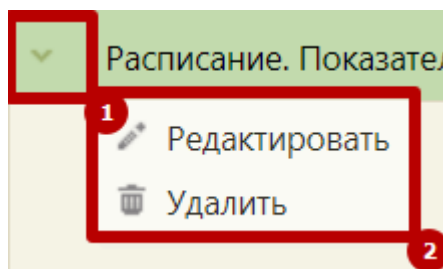 Расписание. Показател
1
Редактировать
Удалить
2